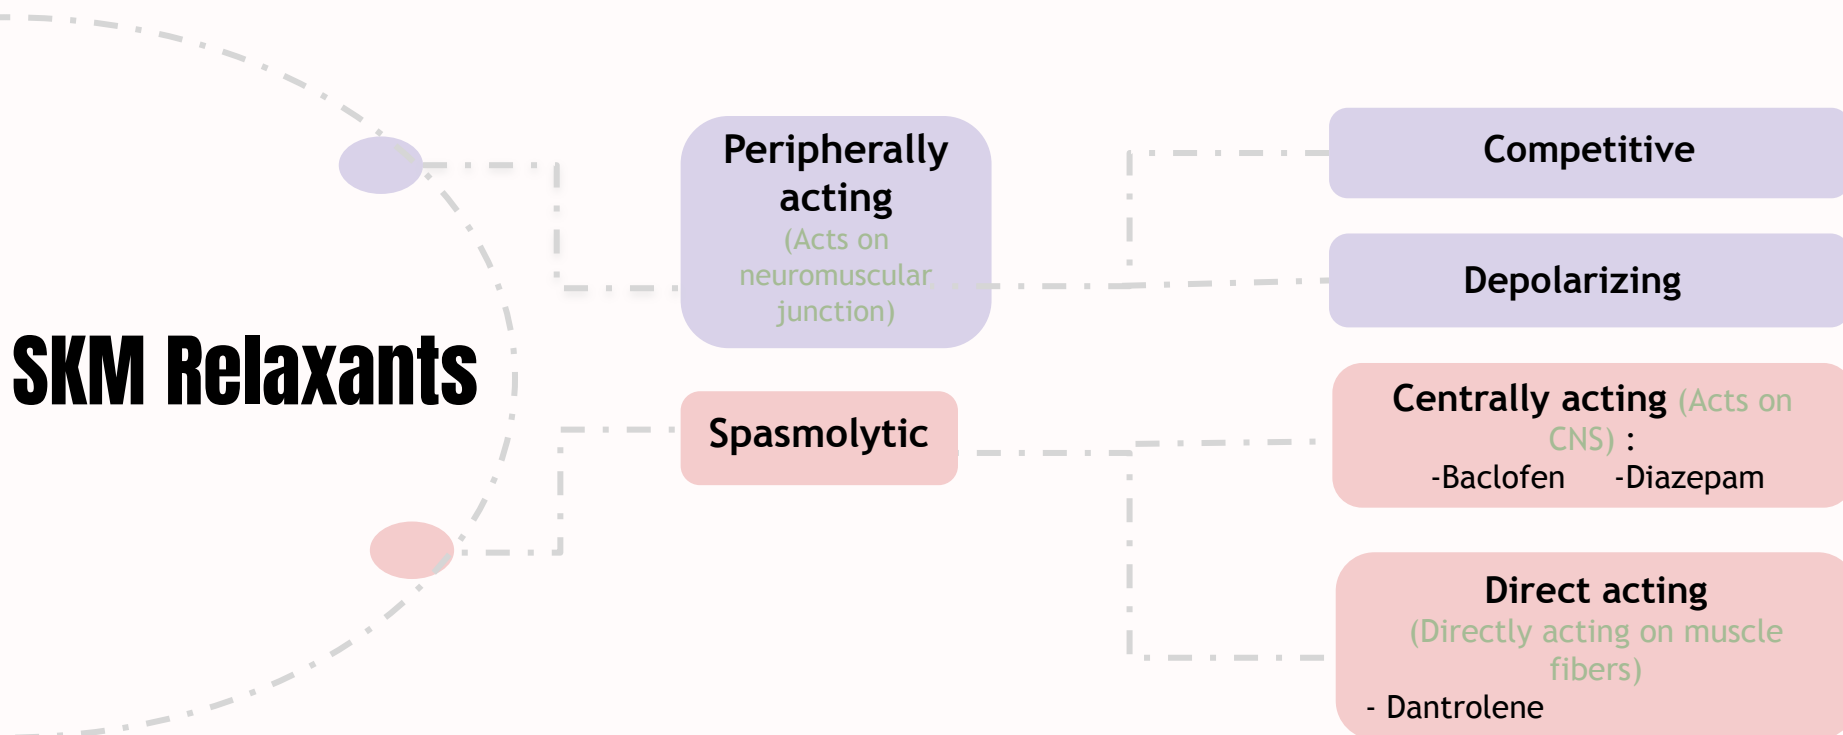 SKM Relaxants
Peripherally
acting
(Acts on
neuromuscular
junction)
Spasmolytic
Competitive
Depolarizing
Centrally acting (Acts on
CNS) :
-Baclofen -Diazepam
Direct acting
(Directly acting on muscle
fibers)
- Dantrolene